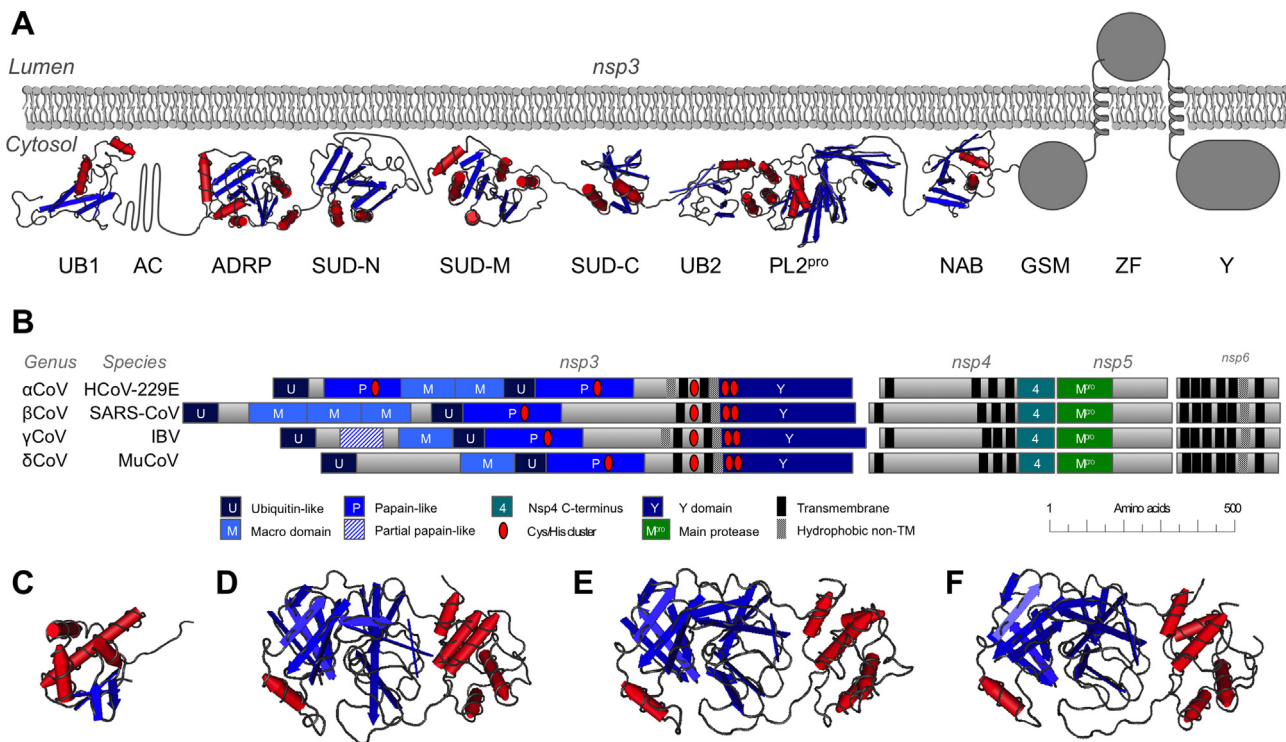 A
Lumen nsp3
Cytosol
UB1 AC ADRP SUD-N SUD-M SUD-C UB2 PL2pro NAB GSM ZF Y
B
Genus Species nsp3 nsp4 nsp5 nsp6
αCoV HCoV-229E U P M M U P Y 4 Mpro
βCoV SARS-CoV U M M M U P Y 4 Mpro
γCoV IBV U M U P Y 4 Mpro
δCoV MuCoV U M U P Y 4 Mpro
U Ubiquitin-like P Papain-like 4 Nsp4 C-terminus Y Y domain Transmembrane 1 Amino acids 500
M Macro domain Partial papain-like Cys/His cluster Mpro Main protease Hydrophobic non-TM
C D E F